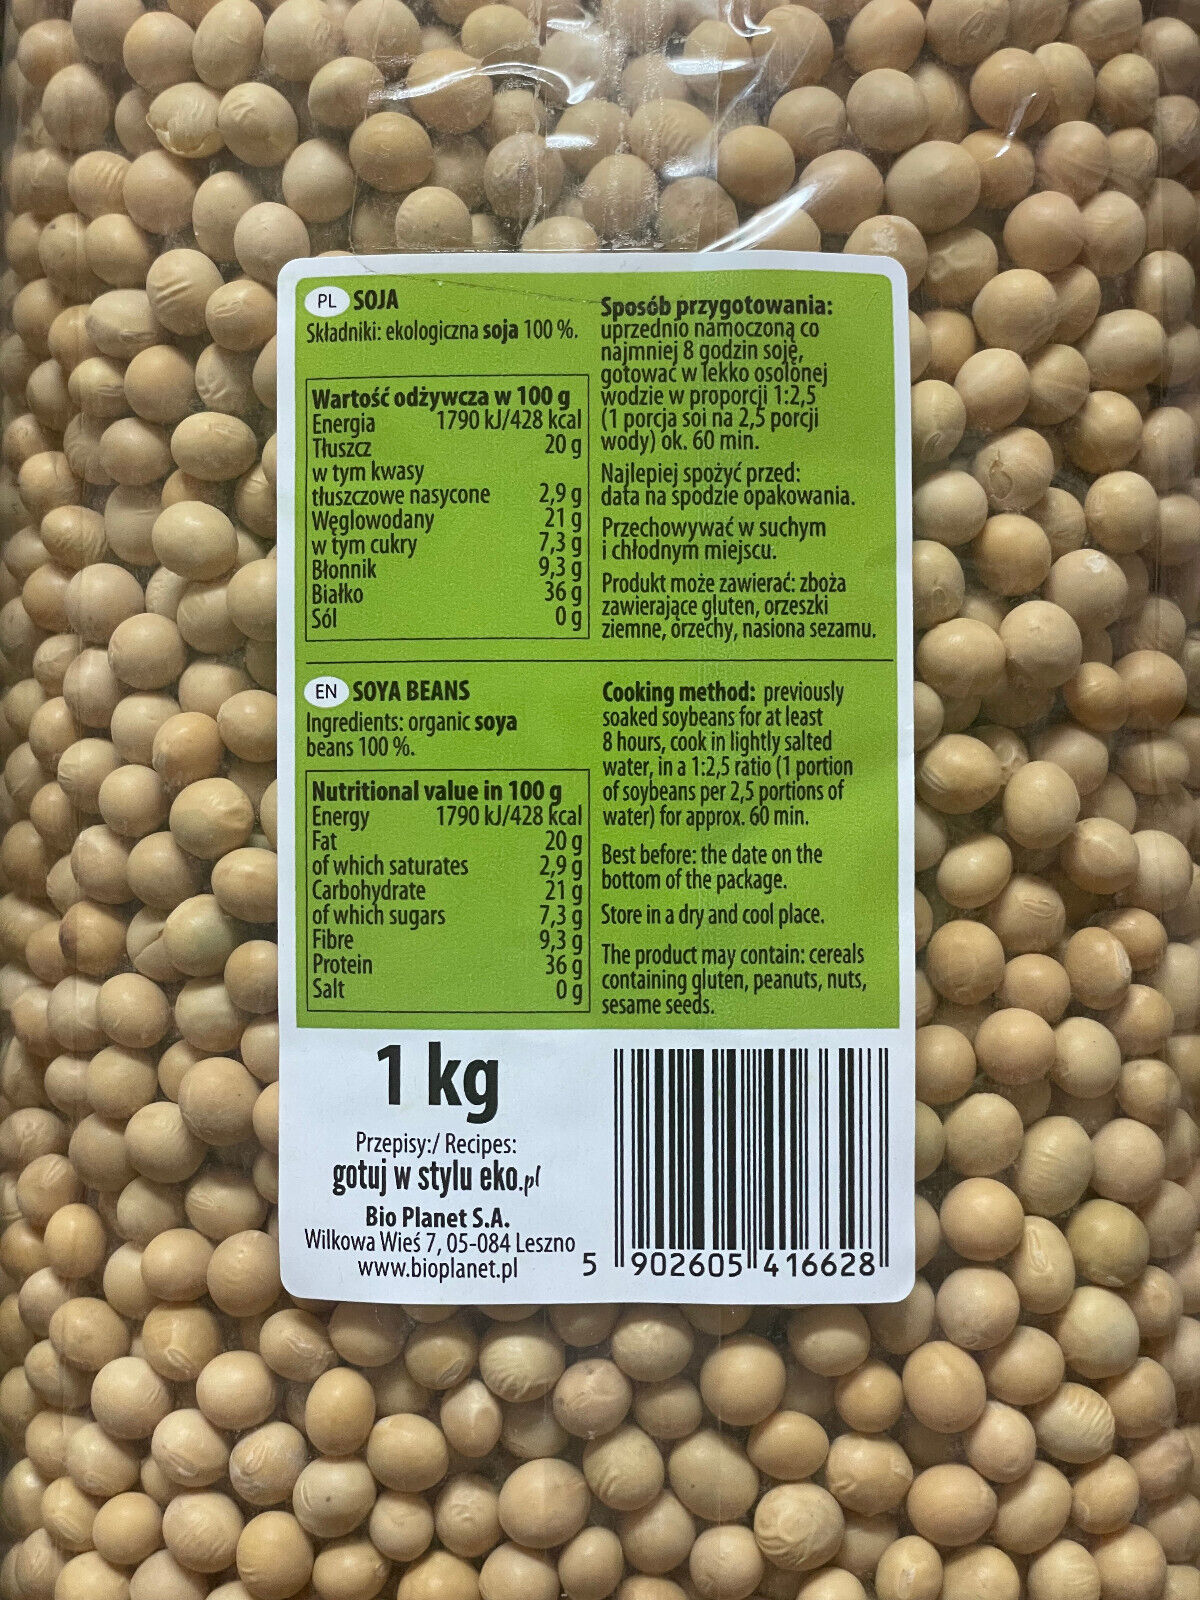 PL SOJA
Składniki: ekologiczna soja 100 %.
Wartość odżywcza w 100 g
Energia 1790 kJ/428 kcal
Tłuszcz 20 g
w tym kwasy
tłuszczowe nasycone 2,9 g
Węglowodany 21 g
w tym cukry 7,3 g
Błonnik 9,3 g
Białko 36 g
Sól 0 g
Sposób przygotowania:
uprzednio namoczoną co
najmniej 8 godzin soję,
gotować w lekko osolonej
wodzie w proporcji 1:2,5
(1 porcja soi na 2,5 porcji
wody) ok. 60 min.
Najlepiej spożyć przed:
data na spodzie opakowania.
Przechowywać w suchym
i chłodnym miejscu.
Produkt może zawierać: zboża
zawierające gluten, orzeszki
ziemne, orzechy, nasiona sezamu.
EN SOYA BEANS
Ingredients: organic soya
beans 100 %.
Nutritional value in 100 g
Energy 1790 kJ/428 kcal
Fat 20 g
of which saturates 2,9 g
Carbohydrate 21 g
of which sugars 7,3 g
Fibre 9,3 g
Protein 36 g
Salt 0 g
Cooking method: previously
soaked soybeans for at least
8 hours, cook in lightly salted
water, in a 1:2,5 ratio (1 portion
of soybeans per 2,5 portions of
water) for approx. 60 min.
Best before: the date on the
bottom of the package.
Store in a dry and cool place.
The product may contain: cereals
containing gluten, peanuts, nuts,
sesame seeds.
1 kg
Przepisy:/ Recipes:
gotuj w stylu eko.pl
Bio Planet S.A.
Wilkowa Wieś 7, 05-084 Leszno
www.bioplanet.pl
5 902605 416628